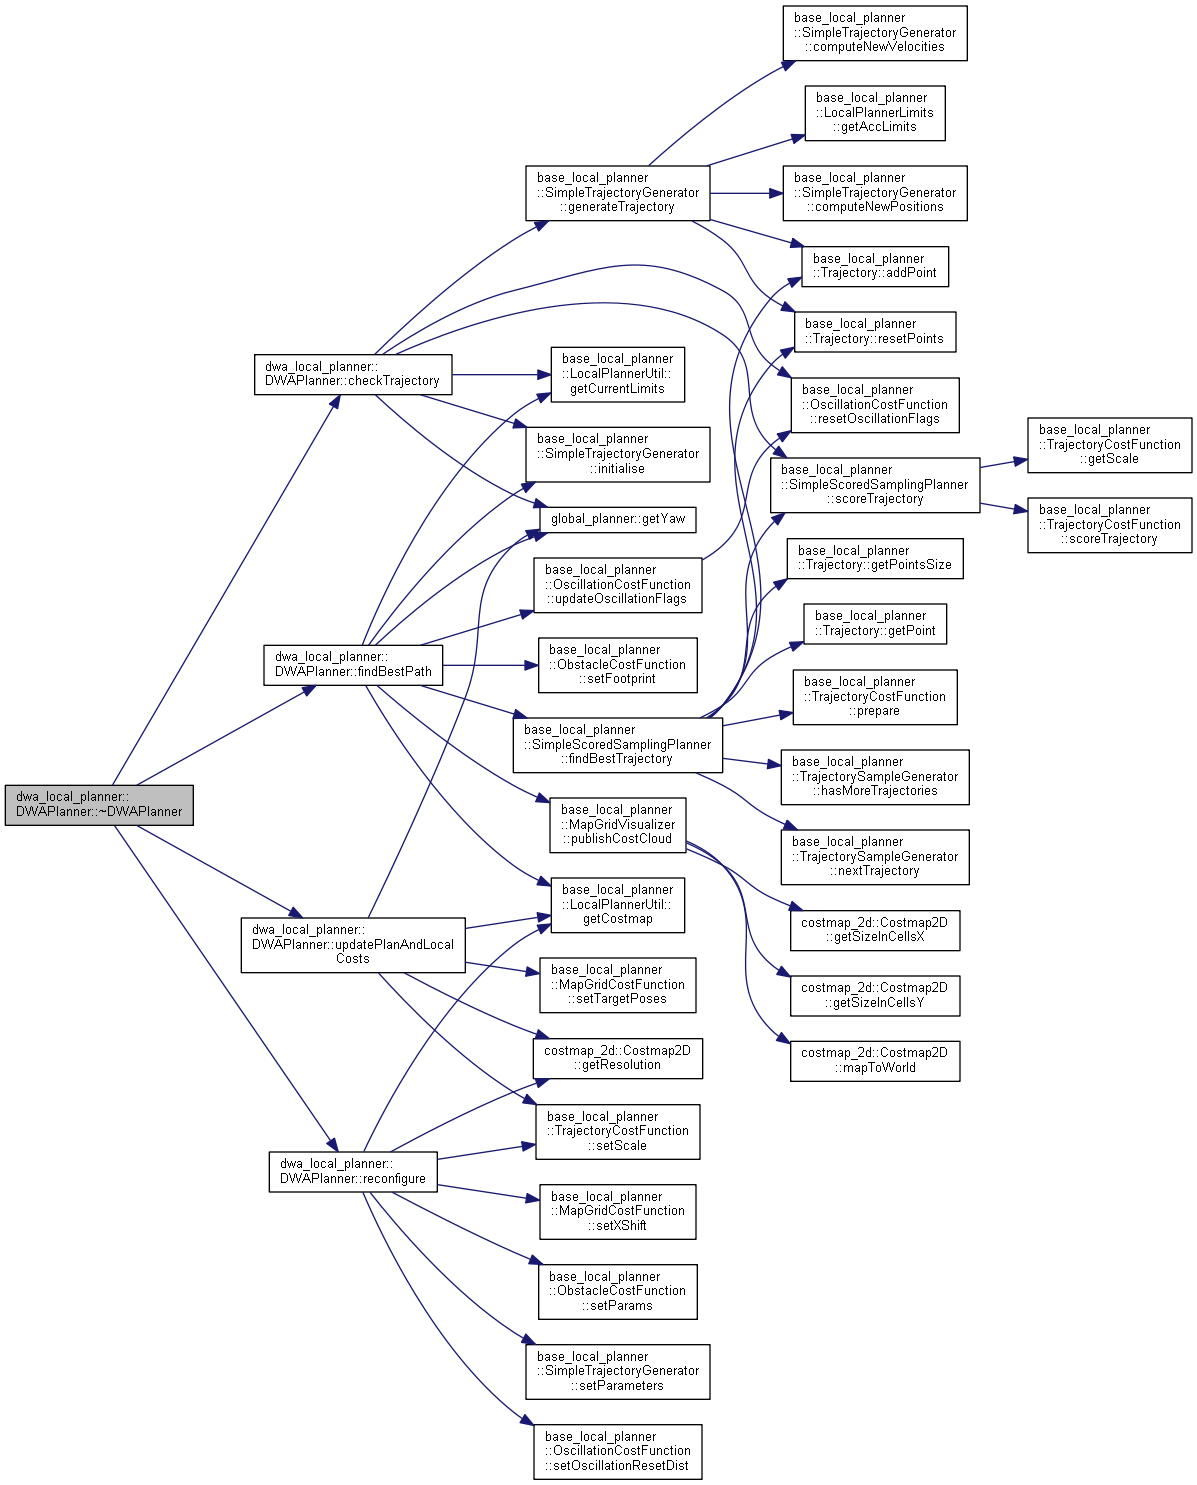 base_local_planner
::SimpleTrajectoryGenerator
::computeNewVelocities
base_local_planner
::LocalPlannerLimits
::getAccLimits
base_local_planner
::SimpleTrajectoryGenerator
::generateTrajectory
base_local_planner
::SimpleTrajectoryGenerator
::computeNewPositions
base_local_planner
::Trajectory::addPoint
base_local_planner
::Trajectory::resetPoints
dwa_local_planner::
DWAPlanner::checkTrajectory
base_local_planner
::LocalPlannerUtil::
getCurrentLimits
base_local_planner
::OscillationCostFunction
::resetOscillationFlags
base_local_planner
::SimpleTrajectoryGenerator
::initialise
base_local_planner
::SimpleScoredSamplingPlanner
::scoreTrajectory
base_local_planner
::TrajectoryCostFunction
::getScale
base_local_planner
::TrajectoryCostFunction
::scoreTrajectory
global_planner::getYaw
base_local_planner
::OscillationCostFunction
::updateOscillationFlags
base_local_planner
::Trajectory::getPointsSize
base_local_planner
::Trajectory::getPoint
dwa_local_planner::
DWAPlanner::findBestPath
base_local_planner
::ObstacleCostFunction
::setFootprint
base_local_planner
::TrajectoryCostFunction
::prepare
base_local_planner
::SimpleScoredSamplingPlanner
::findBestTrajectory
base_local_planner
::TrajectorySampleGenerator
::hasMoreTrajectories
dwa_local_planner::
DWAPlanner::~DWAPlanner
base_local_planner
::MapGridVisualizer
::publishCostCloud
base_local_planner
::TrajectorySampleGenerator
::nextTrajectory
base_local_planner
::LocalPlannerUtil::
getCostmap
costmap_2d::Costmap2D
::getSizeInCellsX
dwa_local_planner::
DWAPlanner::updatePlanAndLocal
Costs
base_local_planner
::MapGridCostFunction
::setTargetPoses
costmap_2d::Costmap2D
::getSizeInCellsY
costmap_2d::Costmap2D
::getResolution
costmap_2d::Costmap2D
::mapToWorld
base_local_planner
::TrajectoryCostFunction
::setScale
dwa_local_planner::
DWAPlanner::reconfigure
base_local_planner
::MapGridCostFunction
::setXShift
base_local_planner
::ObstacleCostFunction
::setParams
base_local_planner
::SimpleTrajectoryGenerator
::setParameters
base_local_planner
::OscillationCostFunction
::setOscillationResetDist